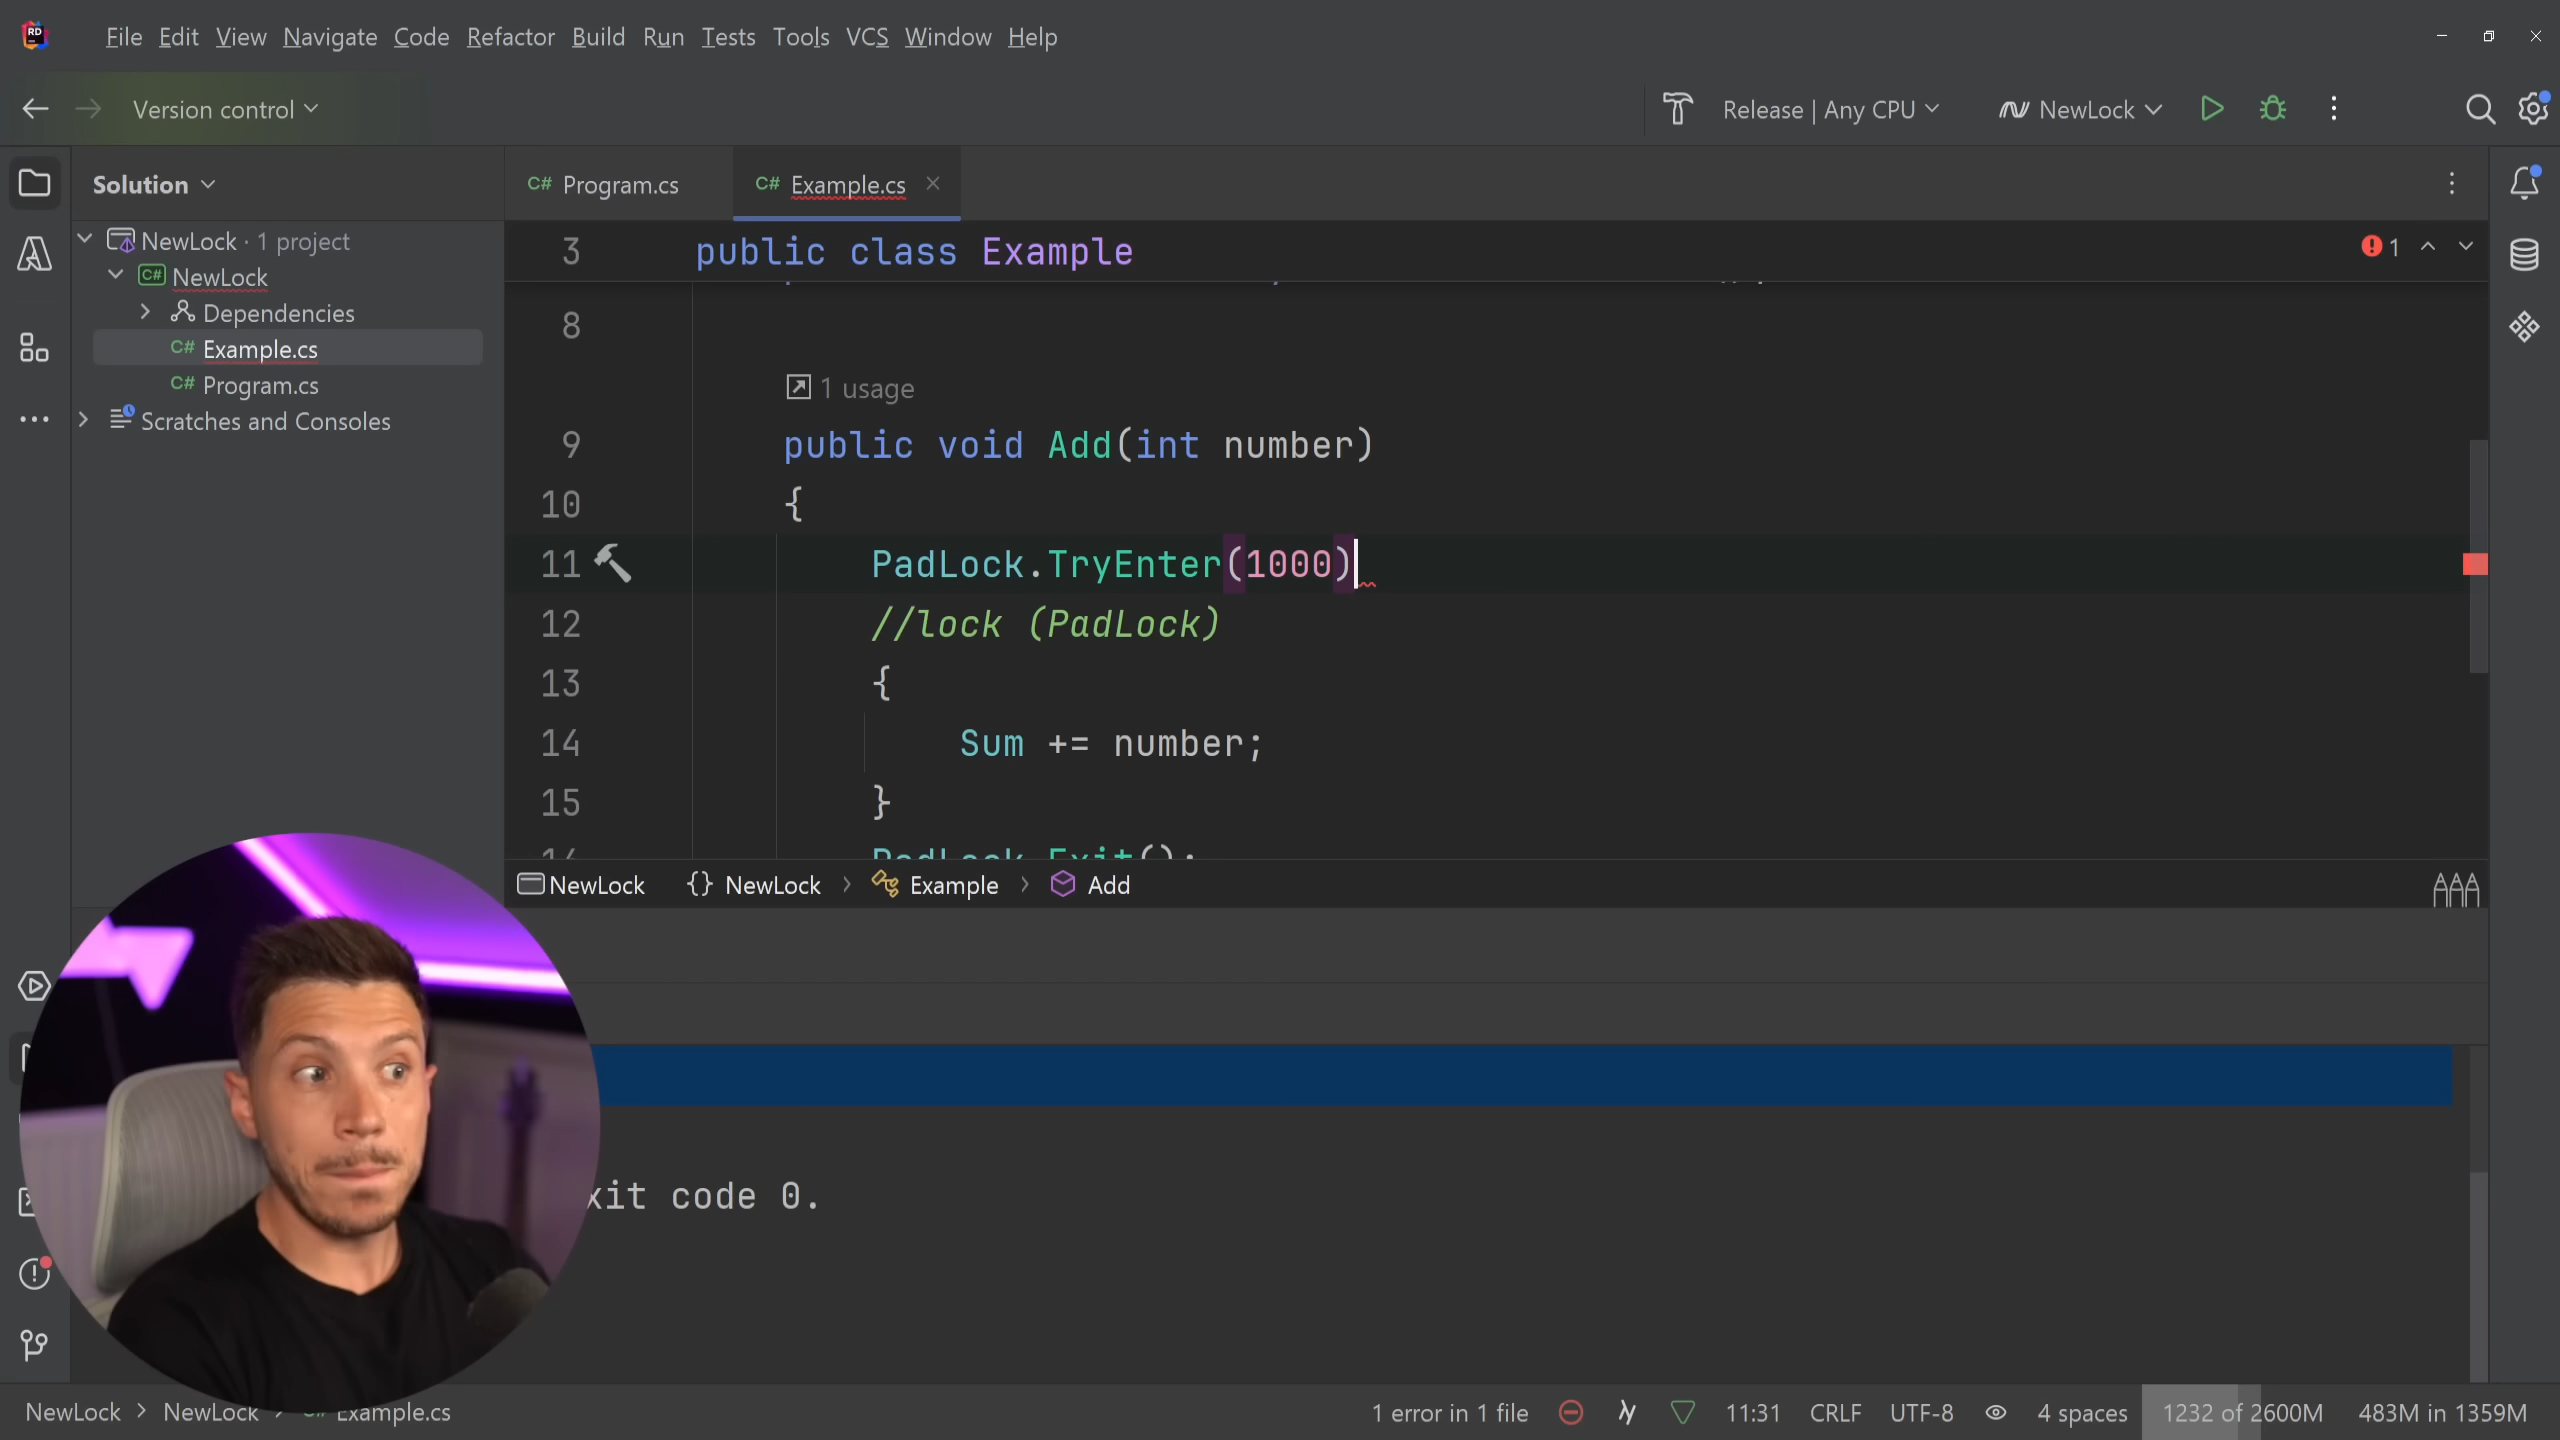 File Edit View Navigate Code Refactor Build Run Tests Tools VCS Window Help
Version control
Release | Any CPU
NewLock
Solution
C# Program.cs
C# Example.cs
NewLock · 1 project
C# NewLock
Dependencies
C# Example.cs
C# Program.cs
Scratches and Consoles
3 public class Example
1
8
1 usage
9 public void Add(int number)
10 {
11 PadLock.TryEnter(1000)
12 //lock (PadLock)
13 {
14 Sum += number;
15 }
PadLock.Exit();
NewLock {} NewLock > Example > Add
xit code 0.
NewLock > NewLock > Example.cs
1 error in 1 file
11:31 CRLF UTF-8 4 spaces 1232 of 2600M 483M in 1359M